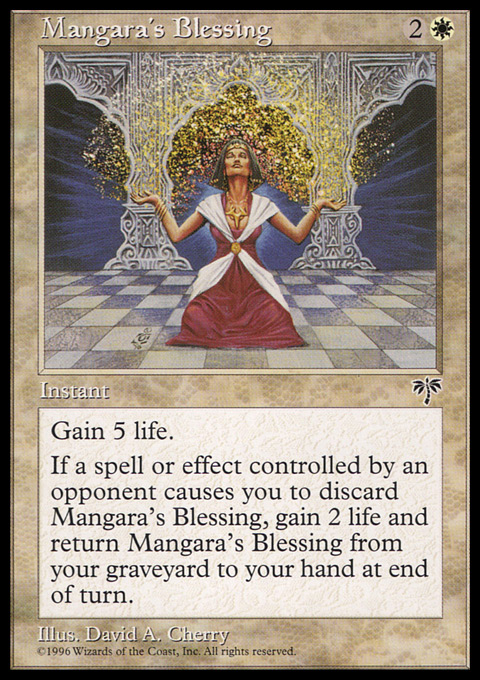 Mangara's Blessing 2
Instant
Gain 5 life.
If a spell or effect controlled by an
opponent causes you to discard
Mangara's Blessing, gain 2 life and
return Mangara's Blessing from
your graveyard to your hand at end
of turn.
Illus. David A. Cherry
©1996 Wizards of the Coast, Inc. All rights reserved.